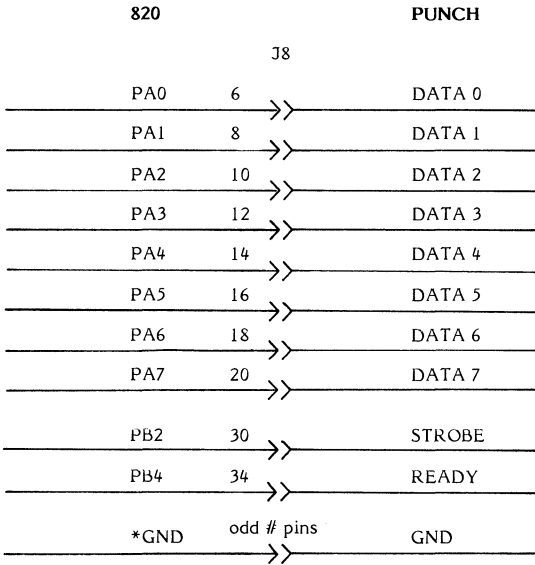 820 PUNCH
J8
PA0 6 DATA 0
PA1 8 DATA 1
PA2 10 DATA 2
PA3 12 DATA 3
PA4 14 DATA 4
PA5 16 DATA 5
PA6 18 DATA 6
PA7 20 DATA 7
PB2 30 STROBE
PB4 34 READY
*GND odd # pins GND